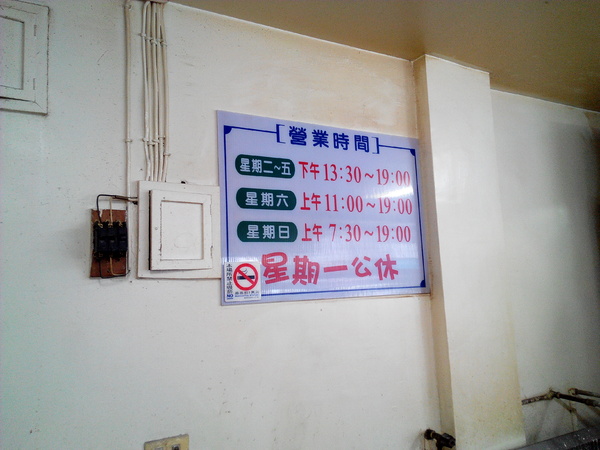 營業時間
星期二~五 下午 13:30~19:00
星期六 上午 11:00~19:00
星期日 上午 7:30~19:00
星期一公休